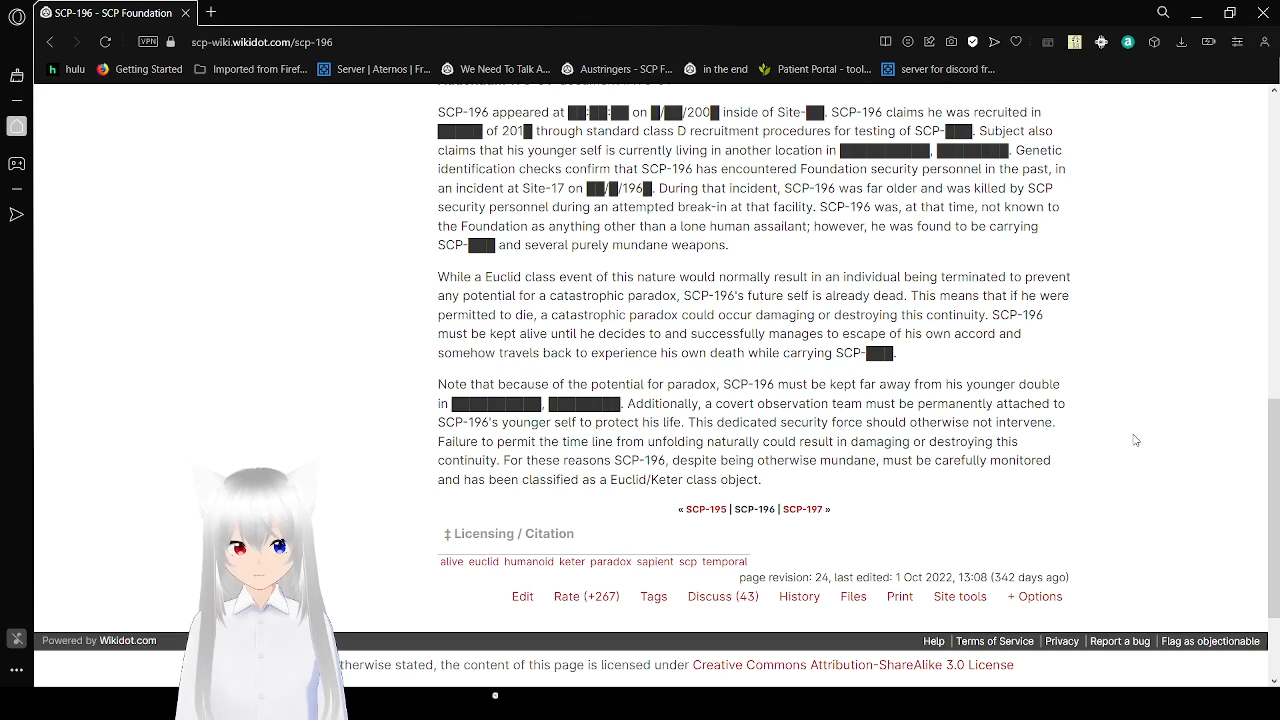 SCP-196 - SCP Foundation
VPN
scp-wiki.wikidot.com/scp-196
hulu Getting Started Imported from Firef... Server | Aternos | Fr... We Need To Talk A... Austringers - SCP F... in the end Patient Portal - tool... server for discord fr...
SCP-196 appeared at ██:██:██ on █/██/200█ inside of Site-██. SCP-196 claims he was recruited in
█████ of 201█ through standard class D recruitment procedures for testing of SCP-███. Subject also
claims that his younger self is currently living in another location in ██████████, ████████. Genetic
identification checks confirm that SCP-196 has encountered Foundation security personnel in the past, in
an incident at Site-17 on ██/█/196█. During that incident, SCP-196 was far older and was killed by SCP
security personnel during an attempted break-in at that facility. SCP-196 was, at that time, not known to
the Foundation as anything other than a lone human assailant; however, he was found to be carrying
SCP-███ and several purely mundane weapons.
While a Euclid class event of this nature would normally result in an individual being terminated to prevent
any potential for a catastrophic paradox, SCP-196's future self is already dead. This means that if he were
permitted to die, a catastrophic paradox could occur damaging or destroying this continuity. SCP-196
must be kept alive until he decides to and successfully manages to escape of his own accord and
somehow travels back to experience his own death while carrying SCP-███.
Note that because of the potential for paradox, SCP-196 must be kept far away from his younger double
in ██████████, ████████. Additionally, a covert observation team must be permanently attached to
SCP-196's younger self to protect his life. This dedicated security force should otherwise not intervene.
Failure to permit the time line from unfolding naturally could result in damaging or destroying this
continuity. For these reasons SCP-196, despite being otherwise mundane, must be carefully monitored
and has been classified as a Euclid/Keter class object.
« SCP-195 | SCP-196 | SCP-197 »
‡ Licensing / Citation
alive euclid humanoid keter paradox sapient scp temporal
page revision: 24, last edited: 1 Oct 2022, 13:08 (342 days ago)
Edit Rate (+267) Tags Discuss (43) History Files Print Site tools + Options
Powered by Wikidot.com Help | Terms of Service | Privacy | Report a bug | Flag as objectionable
otherwise stated, the content of this page is licensed under Creative Commons Attribution-ShareAlike 3.0 License